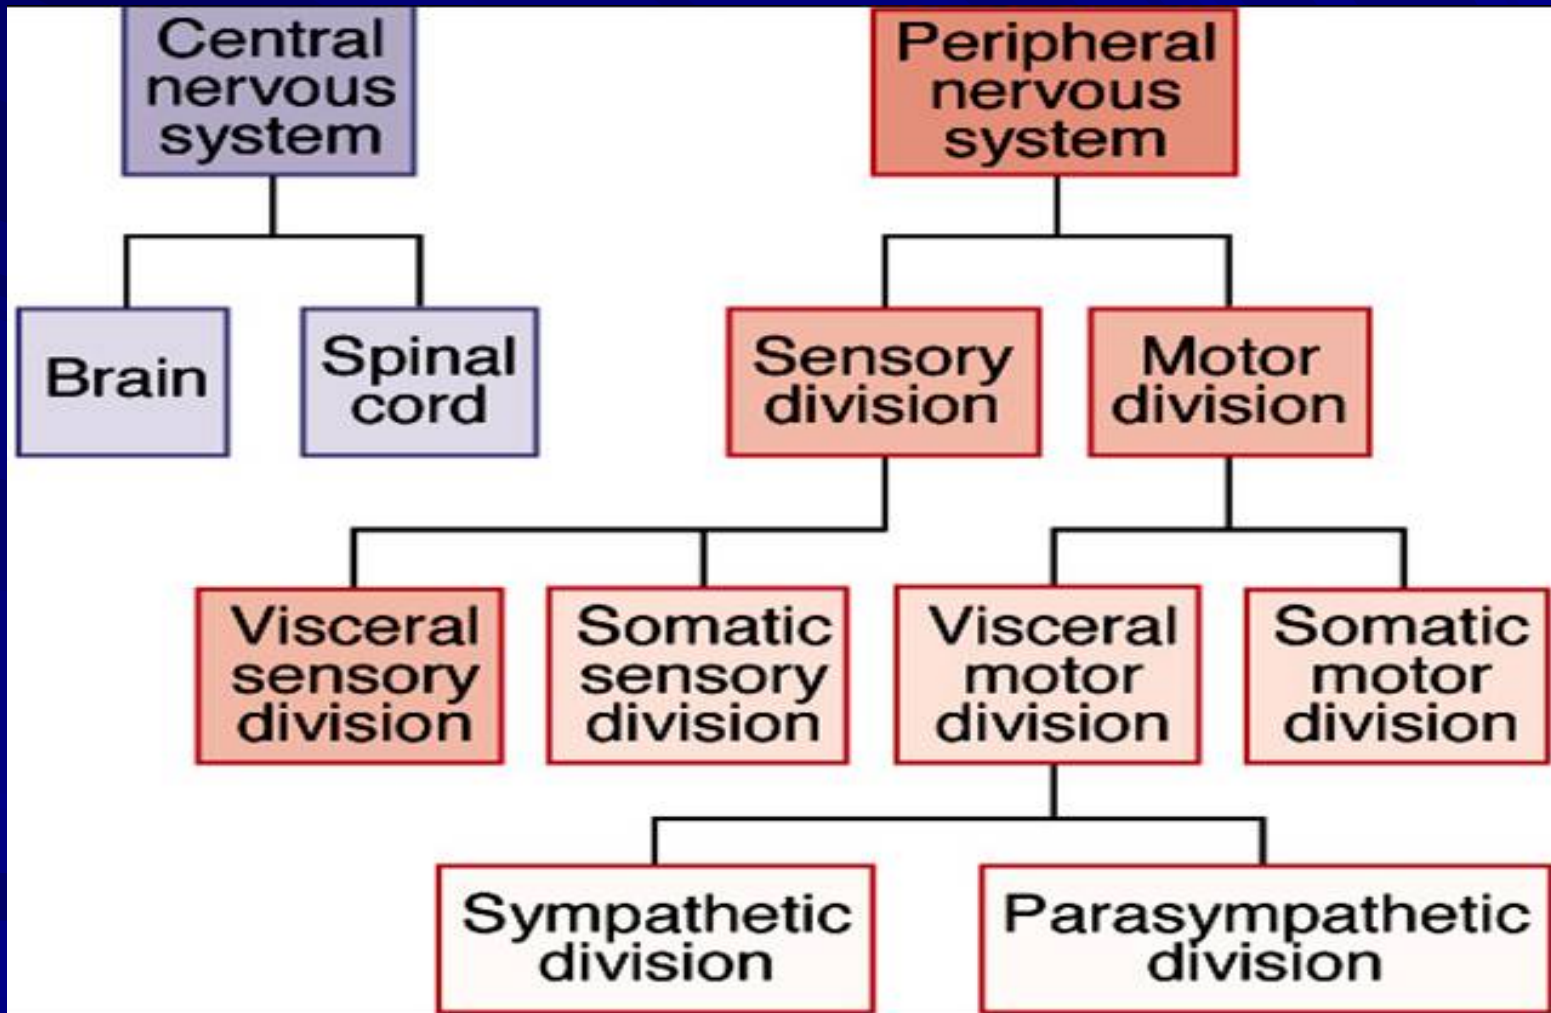 Central
nervous
system
Peripheral
nervous
system
Brain
Spinal
cord
Sensory
division
Motor
division
Visceral
sensory
division
Somatic
sensory
division
Visceral
motor
division
Somatic
motor
division
Sympathetic
division
Parasympathetic
division